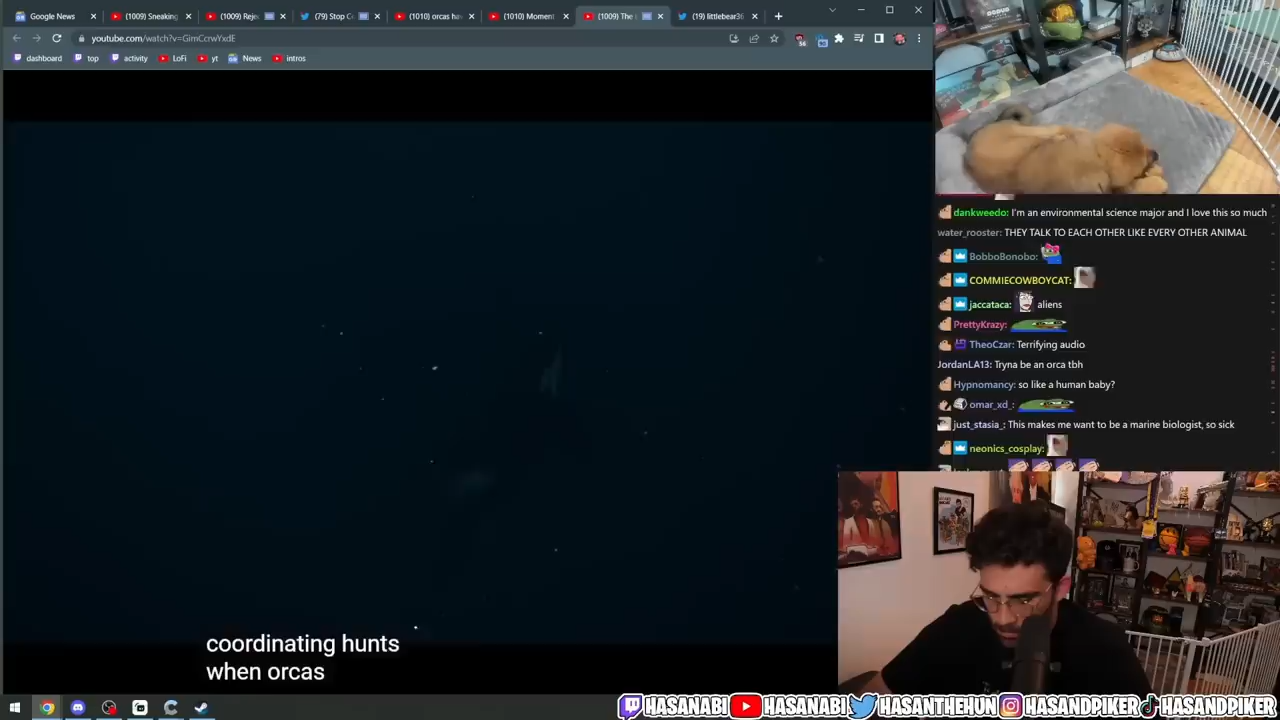 Google News
(1009) Sneaking
(1009) Reje
(79) Stop C
(1010) orcas ha
(1010) Moment
(1009) The
(19) littlebear36
youtube.com/watch?v=GimCcrwYxdE
dashboard
top
activity
LoFi
yt
News
intros
dankweedo: I'm an environmental science major and I love this so much
water_rooster: THEY TALK TO EACH OTHER LIKE EVERY OTHER ANIMAL
BobboBonobo:
COMMIECOWBOYCAT:
jaccataca: aliens
PrettyKrazy:
TheoCzar: Terrifying audio
JordanLA13: Tryna be an orca tbh
Hypnomancy: so like a human baby?
omar_xd_:
just_stasia_: This makes me want to be a marine biologist, so sick
neonics_cosplay:
coordinating hunts
when orcas
HASANABI
HASANABI
HASANTHEHUN
HASANDPIKER
HASANDPIKER